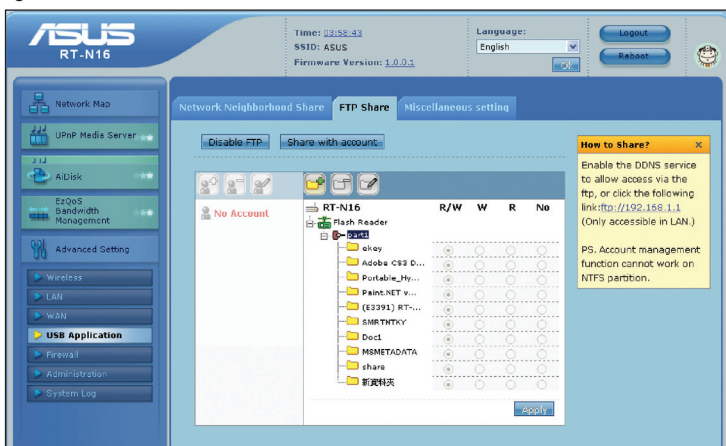 ASUS
RT-N16
Time: 03:58:43
SSID: ASUS
Firmware Version: 1.0.0.1
Language:
English
Ok
Logout
Reboot
Network Map
UPnP Media Server
AiDisk
EzQoS
Bandwidth
Management
Advanced Setting
Wireless
LAN
WAN
USB Application
Firewall
Administration
System Log
Network Neighborhood Share
FTP Share
Miscellaneous setting
Disable FTP
Share with account
No Account
RT-N16 R/W W R No
Flash Reader
part1
ekey
Adobe CS3 D...
Portable_Hy...
Paint.NET v...
(E3391) RT-...
SMRTNTKY
Doc1
MSMETADATA
share
新資料夾
Apply
How to Share? X
Enable the DDNS service
to allow access via the
ftp, or click the following
link:ftp://192.168.1.1
(Only accessible in LAN.)
PS. Account management
function cannot work on
NTFS partition.